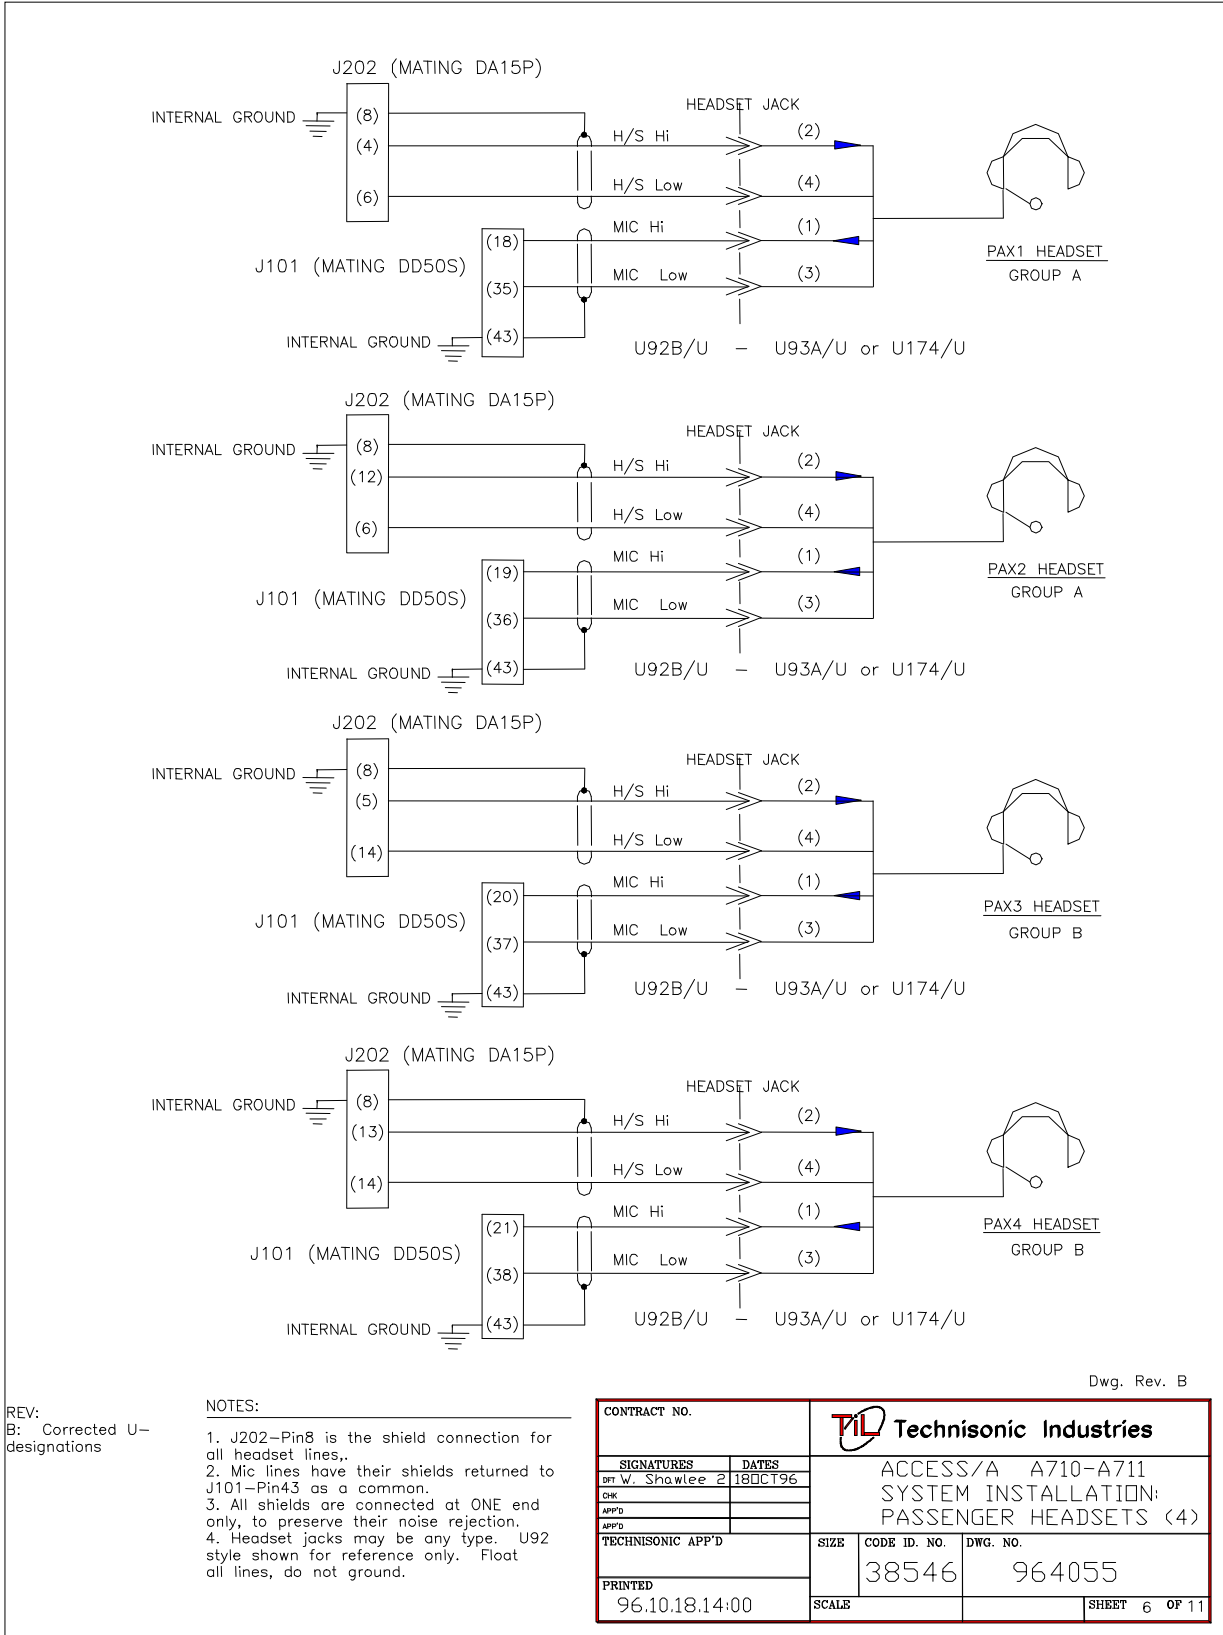 J202 (MATING DA15P)
INTERNAL GROUND
(8)
(4)
(6)
HEADSET JACK
H/S Hi
(2)
H/S Low
(4)
MIC Hi
(1)
MIC Low
(3)
J101 (MATING DD50S)
(18)
(35)
(43)
INTERNAL GROUND
U92B/U - U93A/U or U174/U
PAX1 HEADSET
GROUP A
J202 (MATING DA15P)
INTERNAL GROUND
(8)
(12)
(6)
HEADSET JACK
H/S Hi
(2)
H/S Low
(4)
MIC Hi
(1)
MIC Low
(3)
J101 (MATING DD50S)
(19)
(36)
(43)
INTERNAL GROUND
U92B/U - U93A/U or U174/U
PAX2 HEADSET
GROUP A
J202 (MATING DA15P)
INTERNAL GROUND
(8)
(5)
(14)
HEADSET JACK
H/S Hi
(2)
H/S Low
(4)
MIC Hi
(1)
MIC Low
(3)
J101 (MATING DD50S)
(20)
(37)
(43)
INTERNAL GROUND
U92B/U - U93A/U or U174/U
PAX3 HEADSET
GROUP B
J202 (MATING DA15P)
INTERNAL GROUND
(8)
(13)
(14)
HEADSET JACK
H/S Hi
(2)
H/S Low
(4)
MIC Hi
(1)
MIC Low
(3)
J101 (MATING DD50S)
(21)
(38)
(43)
INTERNAL GROUND
U92B/U - U93A/U or U174/U
PAX4 HEADSET
GROUP B
Dwg. Rev. B
REV:
B: Corrected U-
designations
NOTES:
1. J202-Pin8 is the shield connection for
all headset lines,.
2. Mic lines have their shields returned to
J101-Pin43 as a common.
3. All shields are connected at ONE end
only, to preserve their noise rejection.
4. Headset jacks may be any type. U92
style shown for reference only. Float
all lines, do not ground.
CONTRACT NO.
TiL Technisonic Industries
SIGNATURES DATES
DFT W. Shawlee 2 18OCT96
CHK
APP'D
APP'D
TECHNISONIC APP'D
PRINTED
96.10.18.14:00
ACCESS/A A710-A711
SYSTEM INSTALLATION:
PASSENGER HEADSETS (4)
SIZE CODE ID. NO. DWG. NO.
38546 964055
SCALE SHEET 6 OF 11